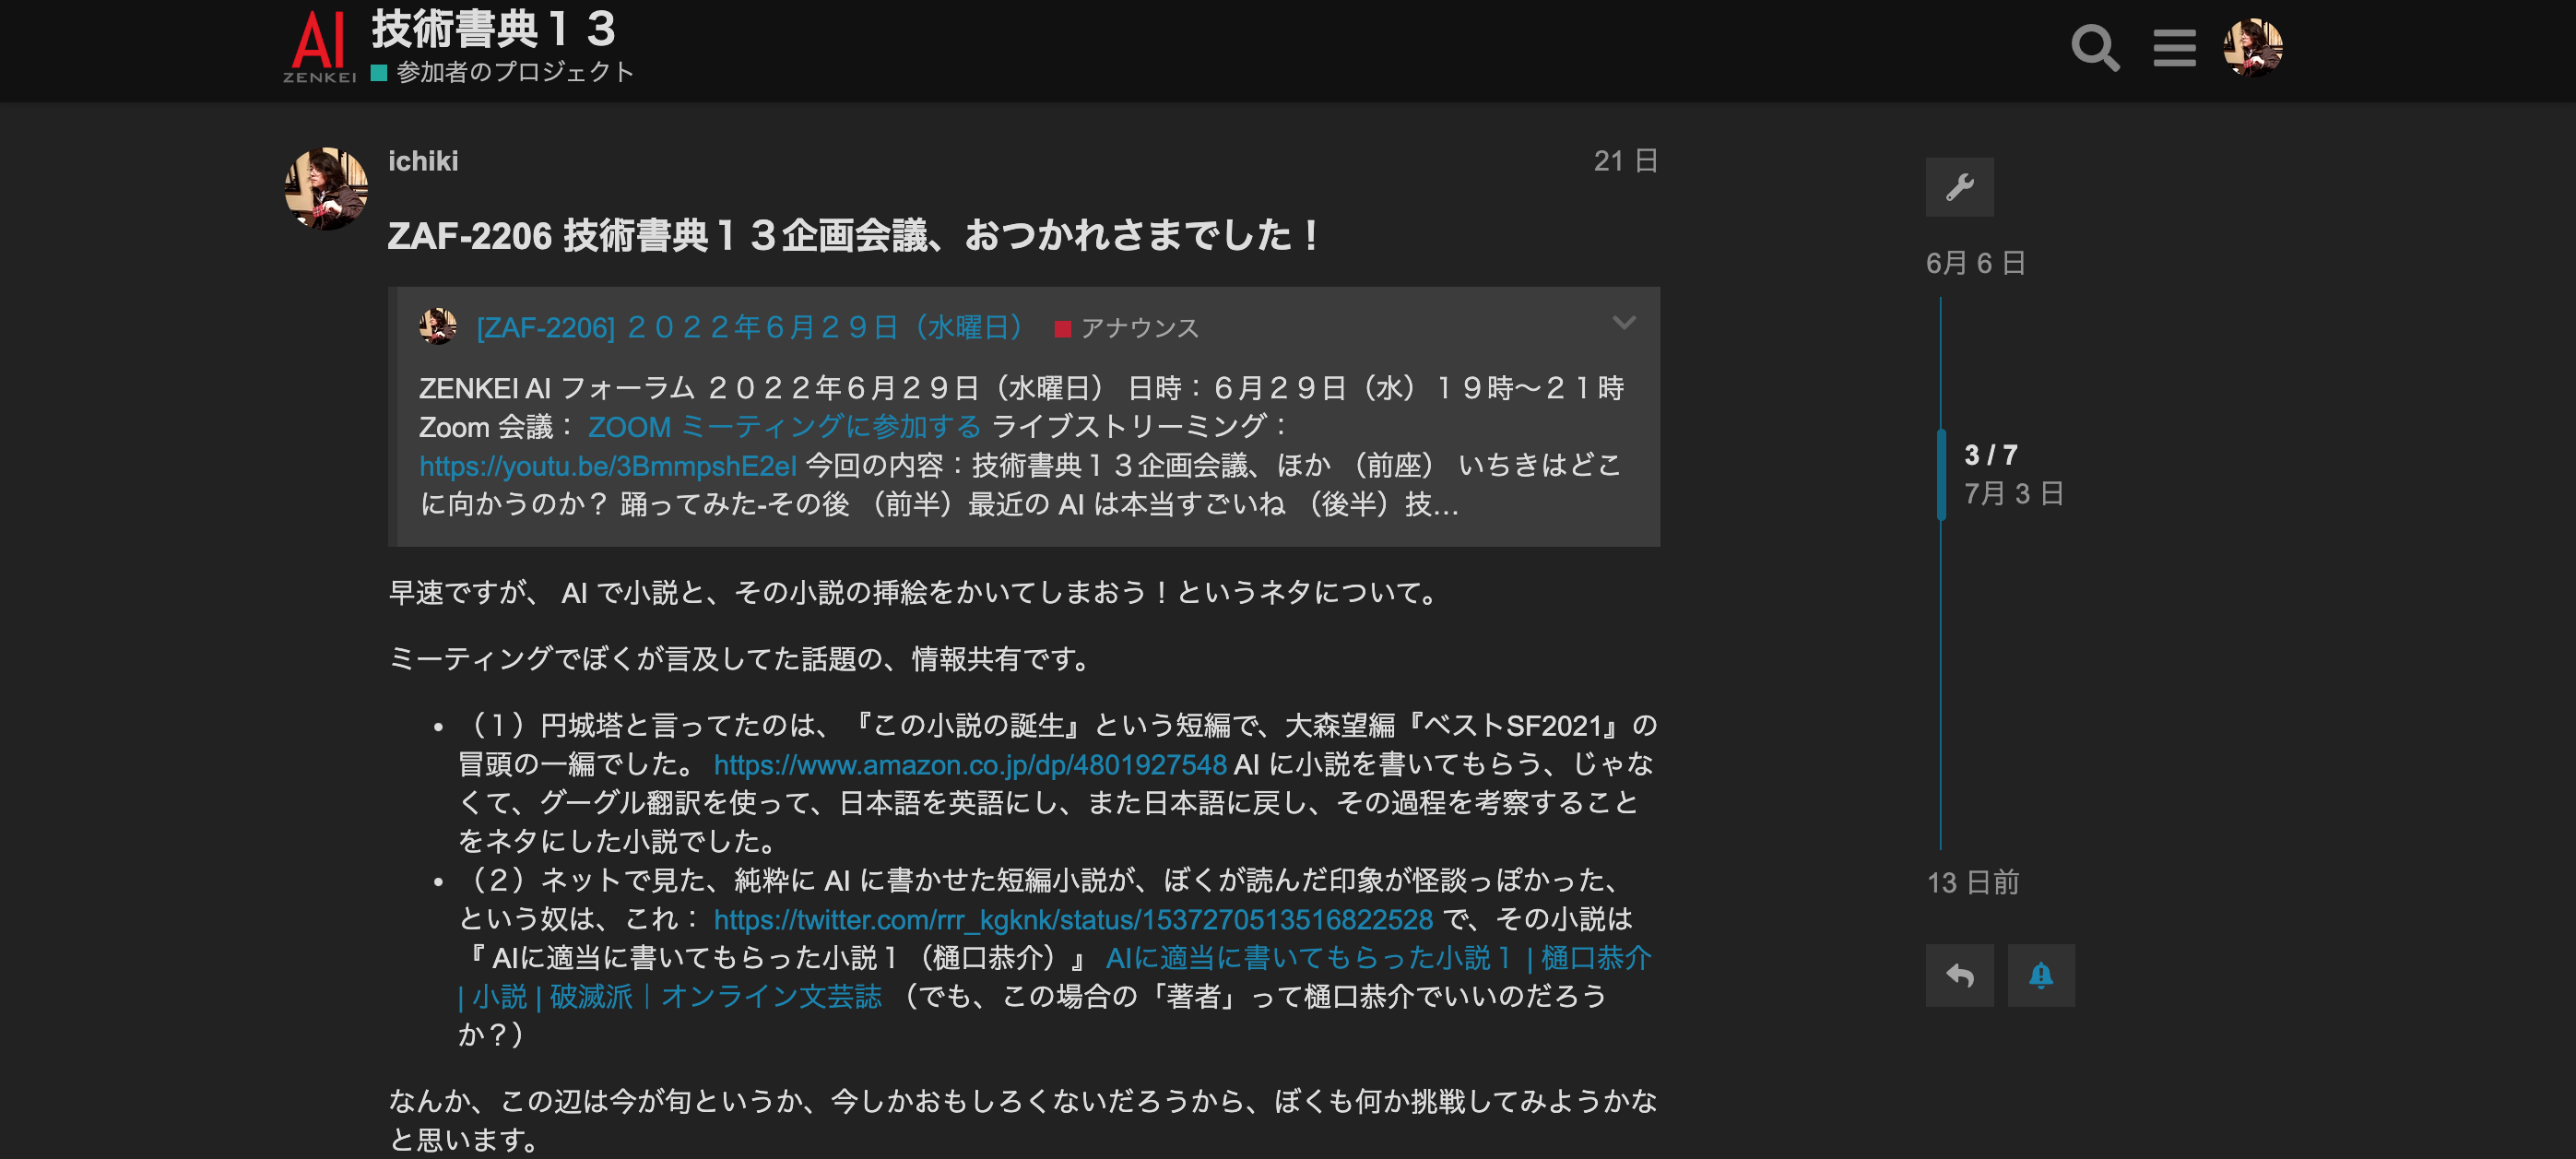 AI
ZENKEI
技術書典１３
参加者のプロジェクト
ichiki
21 日
ZAF-2206 技術書典１３企画会議、おつかれさまでした！
[ZAF-2206] ２０２２年６月２９日（水曜日） アナウンス
ZENKEI AI フォーラム ２０２２年６月２９日（水曜日） 日時：６月２９日（水）１９時～２１時
Zoom 会議： ZOOM ミーティングに参加する ライブストリーミング：
https://youtu.be/3BmmpshE2eI 今回の内容：技術書典１３企画会議、ほか （前座） いちきはどこ
に向かうのか？ 踊ってみた-その後 （前半）最近の AI は本当すごいね （後半）技…
早速ですが、 AI で小説と、その小説の挿絵をかいてしまおう！というネタについて。
ミーティングでぼくが言及してた話題の、情報共有です。
• （１）円城塔と言ってたのは、『この小説の誕生』という短編で、大森望編『ベストSF2021』の
冒頭の一編でした。 https://www.amazon.co.jp/dp/4801927548 AI に小説を書いてもらう、じゃな
くて、グーグル翻訳を使って、日本語を英語にし、また日本語に戻し、その過程を考察すること
をネタにした小説でした。
• （２）ネットで見た、純粋に AI に書かせた短編小説が、ぼくが読んだ印象が怪談っぽかった、
という奴は、これ： https://twitter.com/rrr_kgknk/status/1537270513516822528 で、その小説は
『 AIに適当に書いてもらった小説１（樋口恭介）』 AIに適当に書いてもらった小説１ | 樋口恭介
| 小説 | 破滅派｜オンライン文芸誌 （でも、この場合の「著者」って樋口恭介でいいのだろう
か？）
なんか、この辺は今が旬というか、今しかおもしろくないだろうから、ぼくも何か挑戦してみようかな
と思います。
6月 6 日
3 / 7
7月 3 日
13 日前